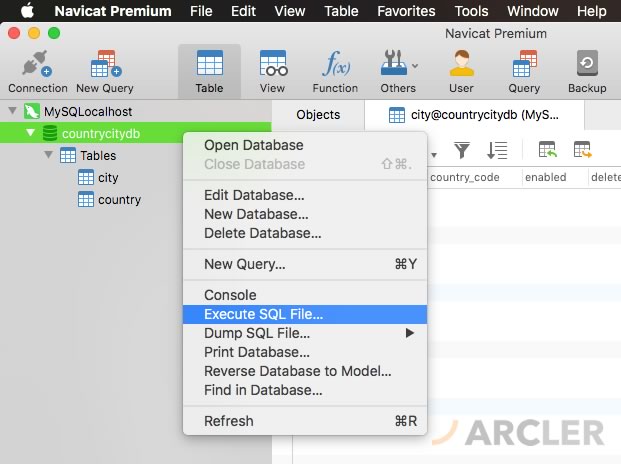 Navicat Premium File Edit View Table Favorites Tools Window Help
Navicat Premium
Connection New Query Table View Function Others User Query Backup
f(x)
MySQLocalhost
countrycitydb
Tables
city
country
Objects
city@countrycitydb (MyS...
country_code enabled delete
Open Database
Close Database ⇧⌘.
Edit Database...
New Database...
Delete Database...
New Query... ⌘Y
Console
Execute SQL File...
Dump SQL File...
Print Database...
Reverse Database to Model...
Find in Database...
Refresh ⌘R
ARCLER